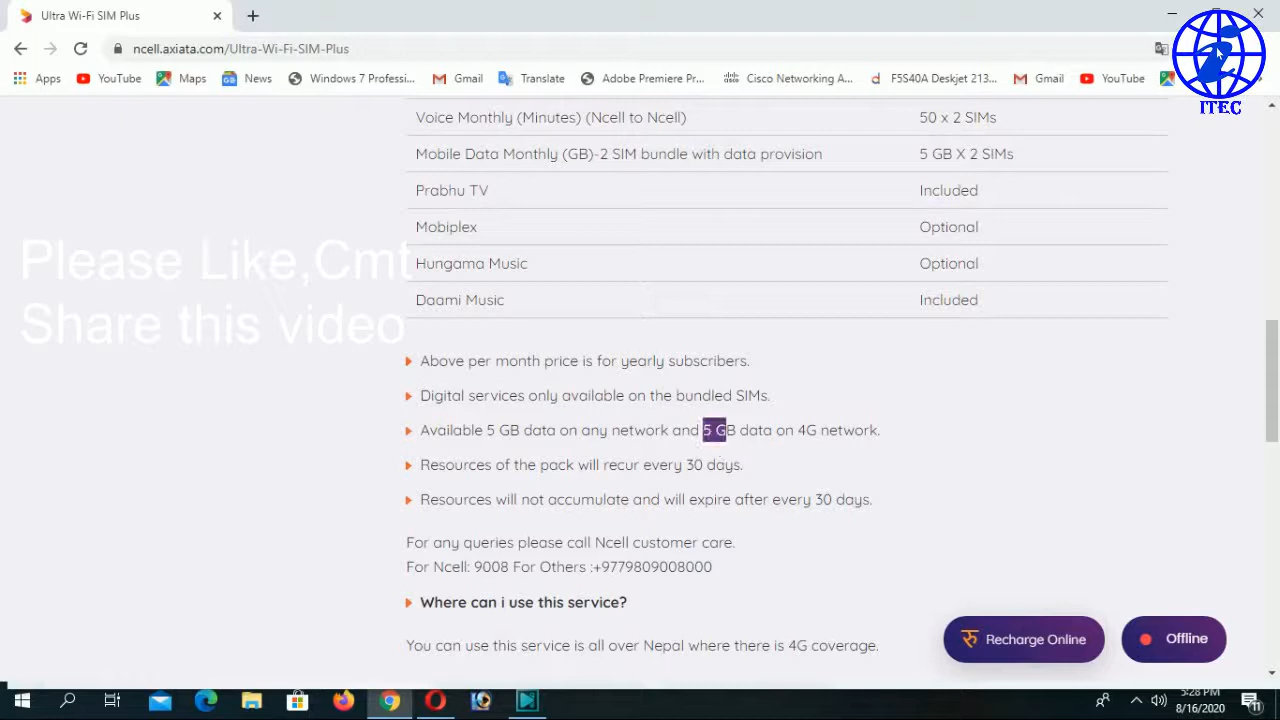 Ultra Wi-Fi SIM Plus
ncell.axiata.com/Ultra-Wi-Fi-SIM-Plus
Apps YouTube Maps News Windows 7 Professi... Gmail Translate Adobe Premiere Pr... Cisco Networking A... F5S40A Deskjet 213... Gmail YouTube
ITEC
Voice Monthly (Minutes) (Ncell to Ncell) 50 x 2 SIMs
Mobile Data Monthly (GB)-2 SIM bundle with data provision 5 GB X 2 SIMs
Prabhu TV Included
Mobiplex Optional
Hungama Music Optional
Daami Music Included
Please Like,Cmt
Share this video
Above per month price is for yearly subscribers.
Digital services only available on the bundled SIMs.
Available 5 GB data on any network and 5 GB data on 4G network.
Resources of the pack will recur every 30 days.
Resources will not accumulate and will expire after every 30 days.
For any queries please call Ncell customer care.
For Ncell: 9008 For Others :+9779809008000
Where can i use this service?
You can use this service is all over Nepal where there is 4G coverage.
रु Recharge Online
Offline
5:28 PM
8/16/2020
11